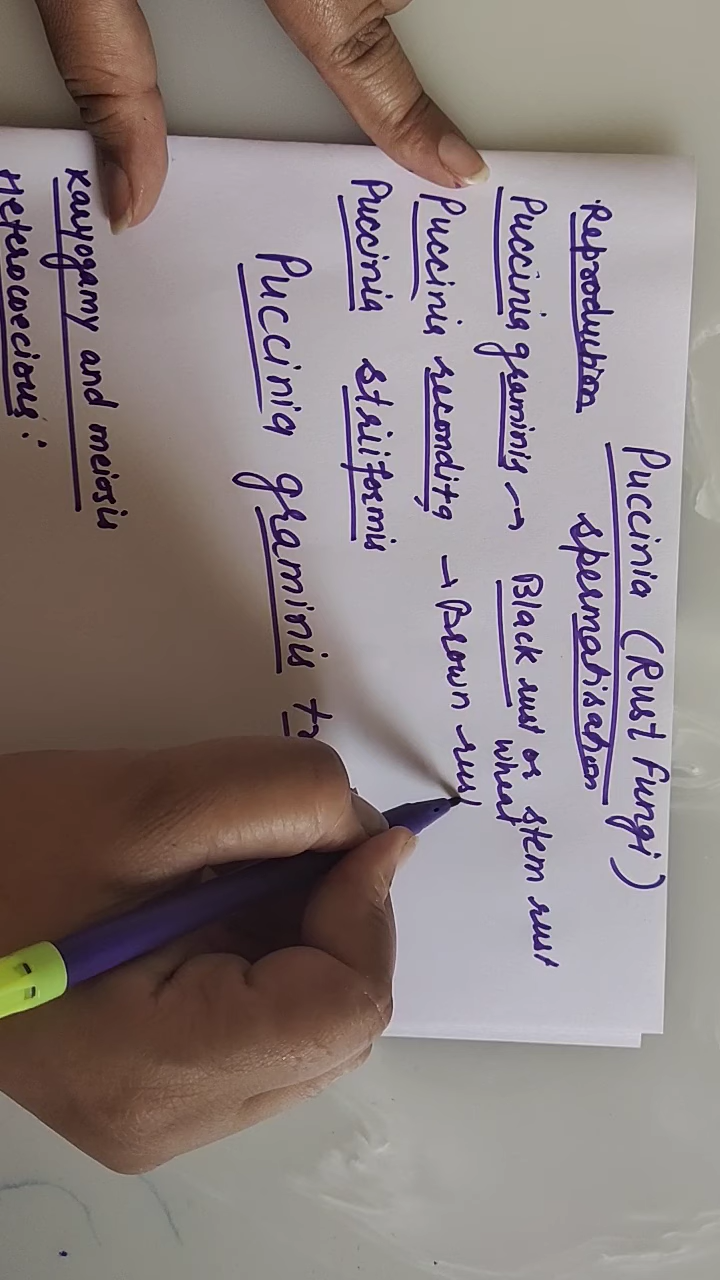 Puccinia (Rust Fungi)
Reproduction spermatisation
Puccinia graminis → Black rust or stem rust
wheat
Puccinia recondita → Brown rust
Puccinia striiformis
Puccinia graminis
Karyogamy and meiosis
Heteroecious: